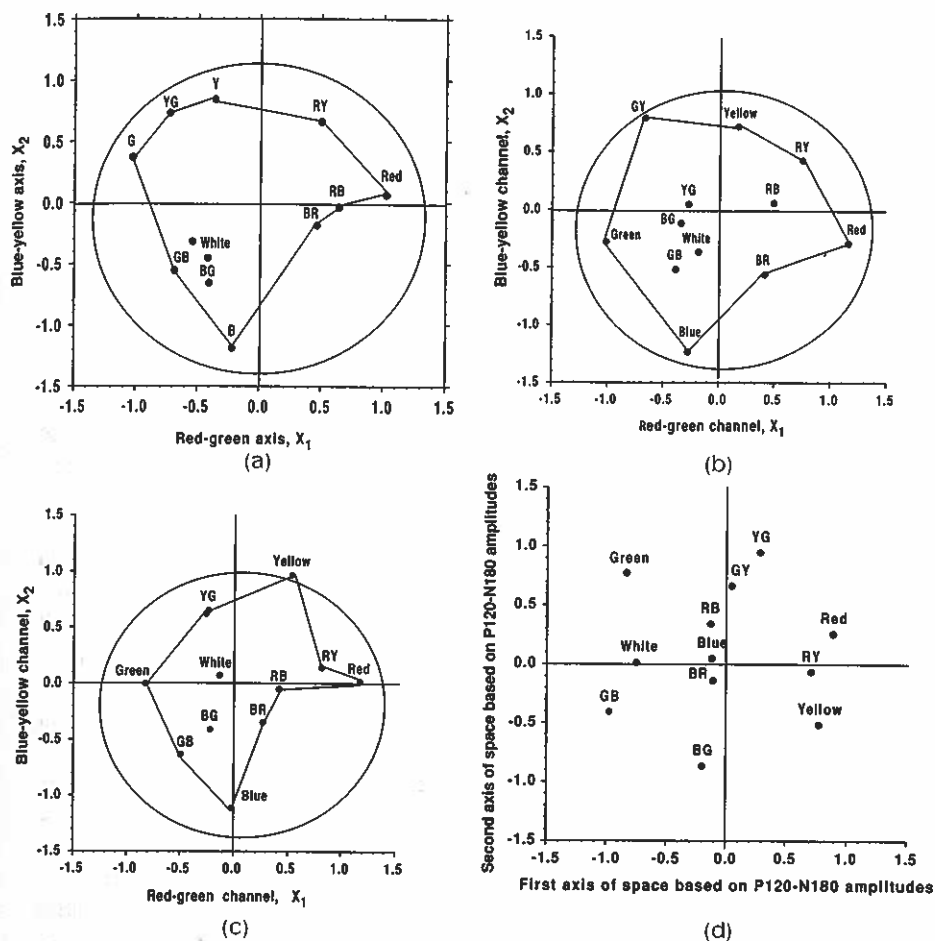 1.5
1.0
0.5
0.0
-0.5
-1.0
-1.5
Blue-yellow axis, X2
Y
YG
RY
G
Red
RB
BR
White
GB
BG
B
-1.5 -1.0 -0.5 0.0 0.5 1.0 1.5
Red-green axis, X1
(a)
1.5
1.0
0.5
0.0
-0.5
-1.0
-1.5
Blue-yellow channel, X2
GY
Yellow
RY
YG
RB
BG
Green
White
Red
GB
BR
Blue
-1.5 -1.0 -0.5 0.0 0.5 1.0 1.5
Red-green channel, X1
(b)
1.5
1.0
0.5
0.0
-0.5
-1.0
-1.5
Blue-yellow channel, X2
Yellow
YG
White
RY
Green
RB
Red
BG
BR
GB
Blue
-1.5 -1.0 -0.5 0.0 0.5 1.0 1.5
Red-green channel, X1
(c)
1.5
1.0
0.5
0.0
-0.5
-1.0
-1.5
Second axis of space based on P120-N180 amplitudes
YG
Green
GY
RB
Red
White
Blue
RY
BR
GB
Yellow
BG
-1.5 -1.0 -0.5 0.0 0.5 1.0 1.5
First axis of space based on P120-N180 amplitudes
(d)